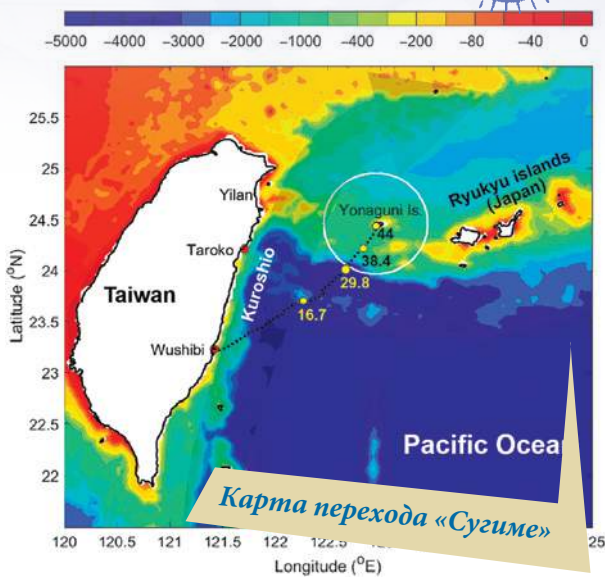 −5000 −4000 −3000 −2000 −1000 −400 −200 −80 −40 0
25.5
25
24.5
24
23.5
23
22.5
22
Latitude (°N)
Yilan
Taroko
Taiwan
Wushibi
Kuroshio
Yonaguni is.
44
38.4
29.8
16.7
Ryukyu islands
(Japan)
Pacific Ocea
Карта перехода «Сугиме»
120 120.5 121 121.5 122 122.5 25
Longitude (°E)